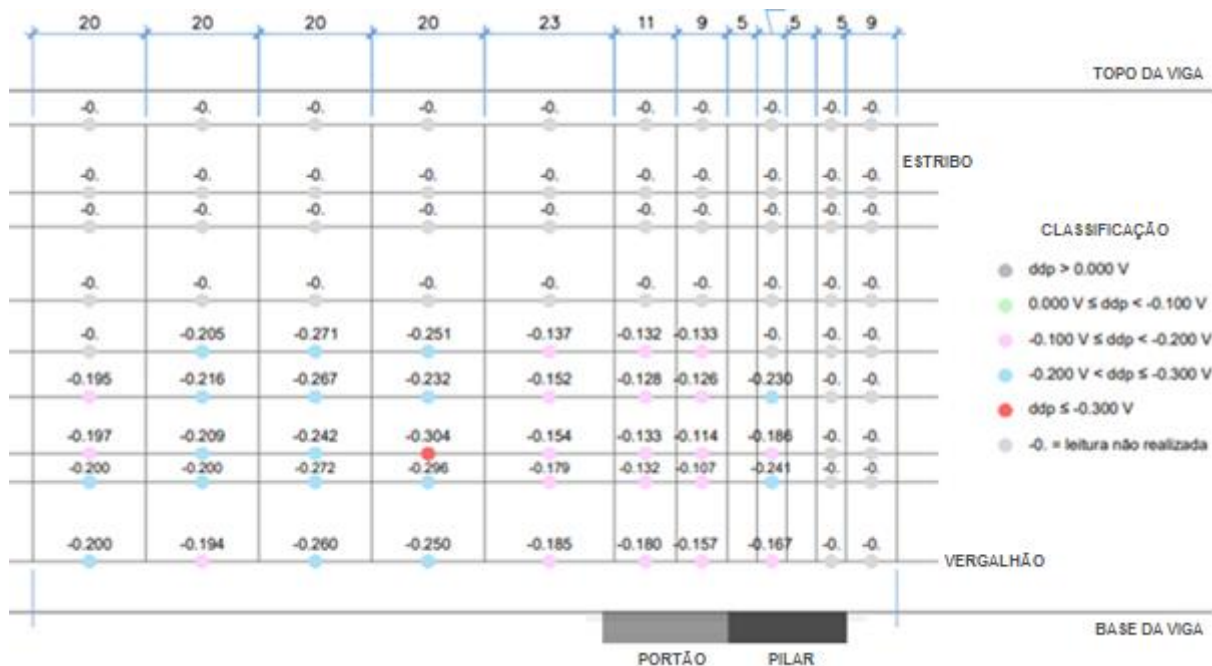 20 20 20 20 23 11 9 5 5 5 9
TOPO DA VIGA
-0. -0. -0. -0. -0. -0. -0. -0. -0. -0.
ESTRIBO
-0. -0. -0. -0. -0. -0. -0. -0. -0. -0.
-0. -0. -0. -0. -0. -0. -0. -0. -0. -0.
CLASSIFICAÇÃO
ddp > 0.000 V
-0. -0. -0. -0. -0. -0. -0. -0. -0. -0.
0.000 V ≤ ddp < -0.100 V
-0. -0.205 -0.271 -0.251 -0.137 -0.132 -0.133 -0. -0. -0.
-0.100 V ≤ ddp < -0.200 V
-0.195 -0.216 -0.267 -0.232 -0.152 -0.128 -0.126 -0.230 -0. -0.
-0.200 V < ddp ≤ -0.300 V
ddp ≤ -0.300 V
-0.197 -0.209 -0.242 -0.304 -0.154 -0.133 -0.114 -0.186 -0. -0.
-0. = leitura não realizada
-0.200 -0.200 -0.272 -0.296 -0.179 -0.132 -0.107 -0.241 -0. -0.
-0.200 -0.194 -0.260 -0.250 -0.185 -0.180 -0.157 -0.167 -0. -0.
VERGALHÃO
BASE DA VIGA
PORTÃO PILAR